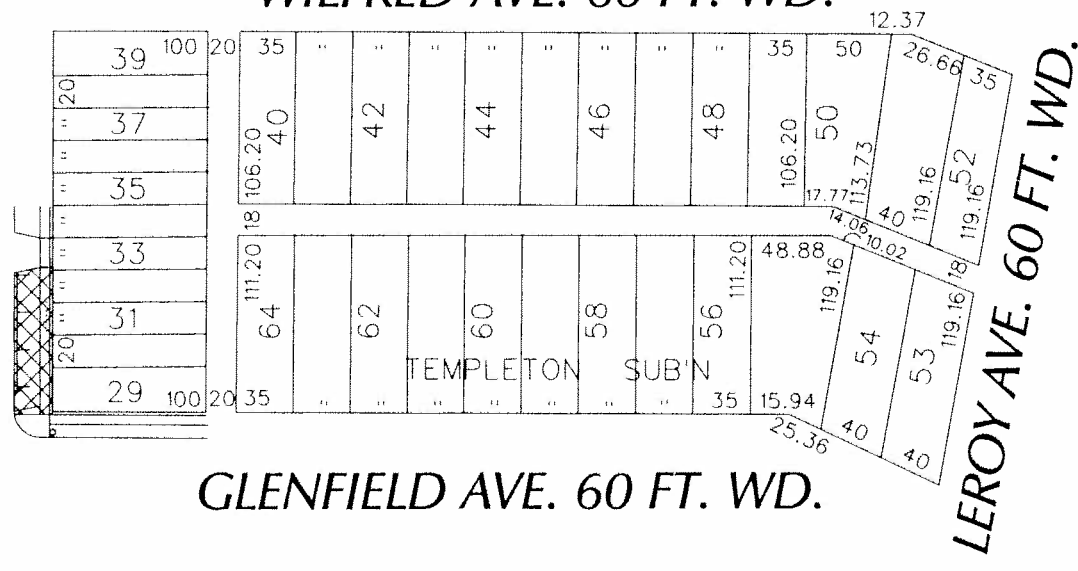 WILFRED AVE. 60 FT. WD.
12.37
39 100 20 35 " " " " " " " " 35 50 26.66 35
20
" 37
" 35
"
" 33
" 31
20
29 100 20
106.20 40 42 44 46 48 106.20 50 113.73 119.16 52 119.16
17.77 40
18 14.06 10.02 18
48.88
111.20 64 62 60 58 56 111.20 119.16 54 53 119.16
TEMPLETON SUB'N
35 " " " " " " " 35 15.94
25.36 40 40
GLENFIELD AVE. 60 FT. WD.
LEROY AVE. 60 FT. WD.